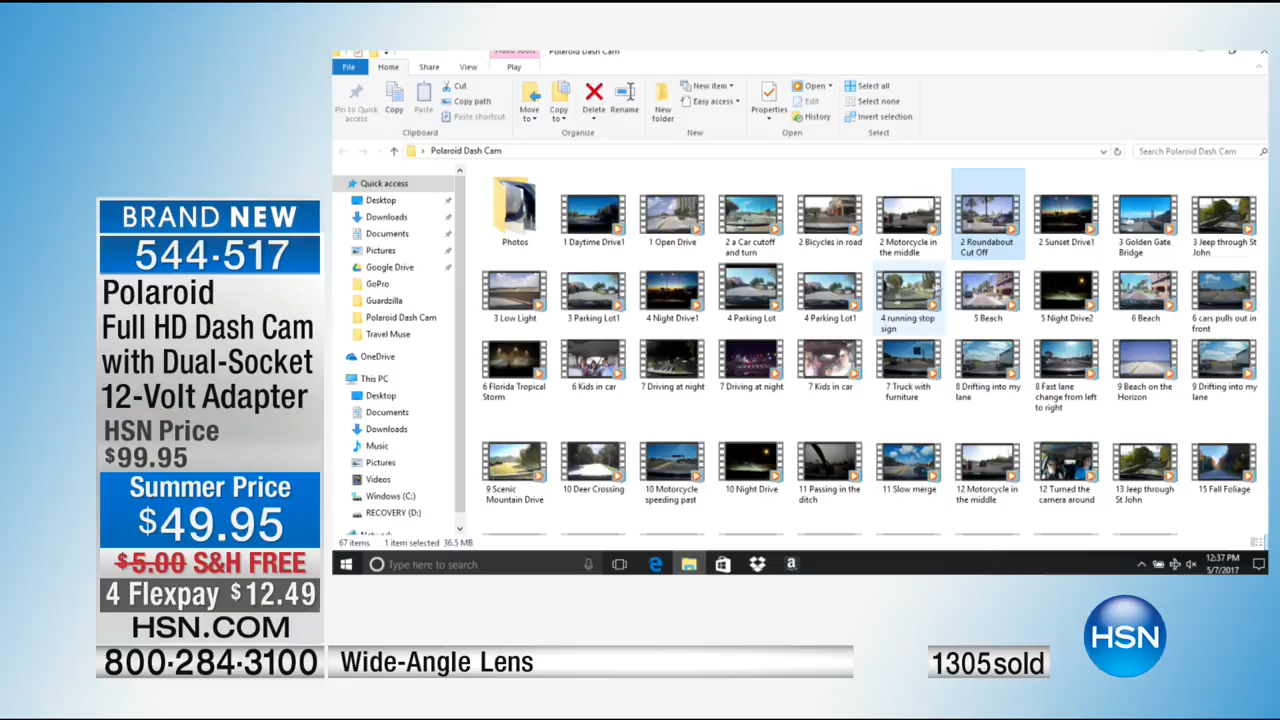 BRAND NEW
544-517
Polaroid
Full HD Dash Cam
with Dual-Socket
12-Volt Adapter
HSN Price
$99.95
Summer Price
$49.95
$5.00 S&H FREE
4 Flexpay $12.49
HSN.COM
800-284-3100
Wide-Angle Lens
1305 sold
HSN
Video Tools
Polaroid Dash Cam
File Home Share View Play
Pin to Quick access
Copy
Paste
Cut
Copy path
Paste shortcut
Clipboard
Move to
Copy to
Delete
Rename
Organize
New folder
New item
Easy access
New
Properties
Open
Edit
History
Open
Select all
Select none
Invert selection
Select
Polaroid Dash Cam
Search Polaroid Dash Cam
Quick access
Desktop
Downloads
Documents
Pictures
Google Drive
GoPro
Guardzilla
Polaroid Dash Cam
Travel Muse
OneDrive
This PC
Desktop
Documents
Downloads
Music
Pictures
Videos
Windows (C:)
RECOVERY (D:)
Photos
1 Daytime Drive1
1 Open Drive
2 a Car cutoff and turn
2 Bicycles in road
2 Motorcycle in the middle
2 Roundabout Cut Off
2 Sunset Drive1
3 Golden Gate Bridge
3 Jeep through St John
3 Low Light
3 Parking Lot1
4 Night Drive1
4 Parking Lot
4 Parking Lot1
4 running stop sign
5 Beach
5 Night Drive2
6 Beach
6 cars pulls out in front
6 Florida Tropical Storm
6 Kids in car
7 Driving at night
7 Driving at night
7 Kids in car
7 Truck with furniture
8 Drifting into my lane
8 Fast lane change from left to right
9 Beach on the Horizon
9 Drifting into my lane
9 Scenic Mountain Drive
10 Deer Crossing
10 Motorcycle speeding past
10 Night Drive
11 Passing in the ditch
11 Slow merge
12 Motorcycle in the middle
12 Turned the camera around
13 Jeep through St John
15 Fall Foliage
67 items 1 item selected 36.5 MB
Type here to search
12:37 PM
5/7/2017